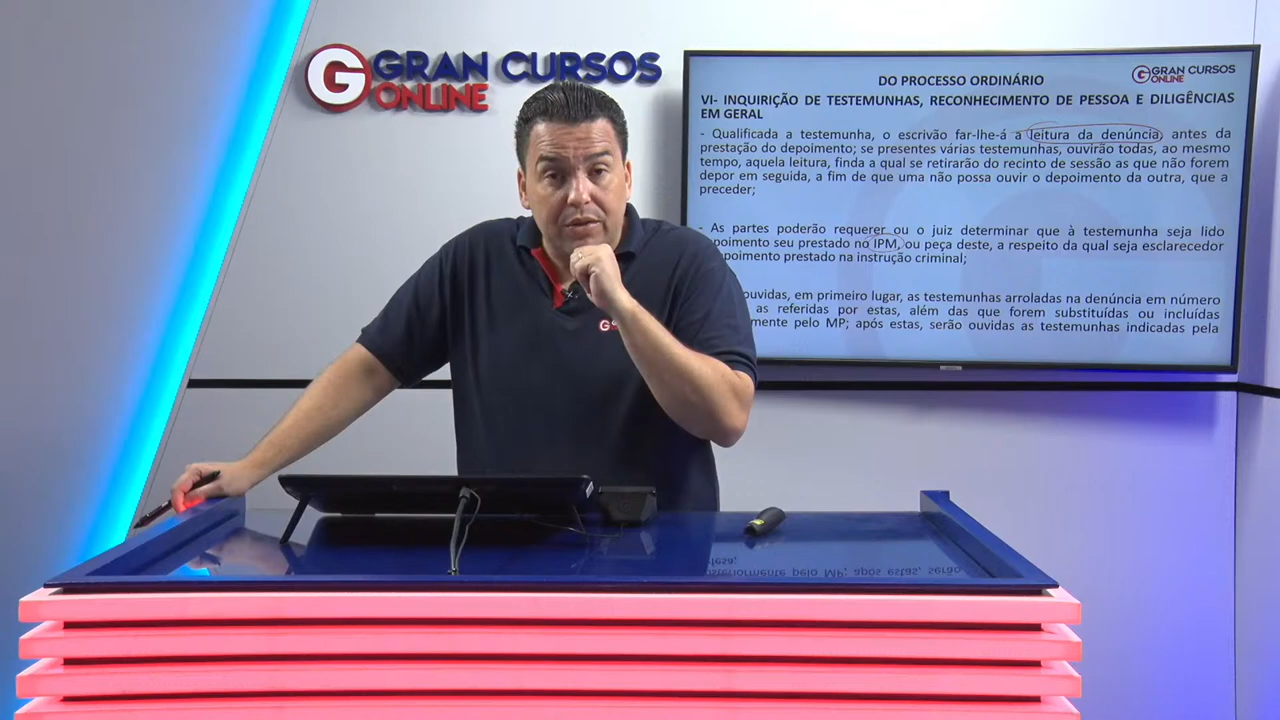 GRAN CURSOS
ONLINE
DO PROCESSO ORDINÁRIO
GRAN CURSOS
ONLINE
VI- INQUIRIÇÃO DE TESTEMUNHAS, RECONHECIMENTO DE PESSOA E DILIGÊNCIAS
EM GERAL
- Qualificada a testemunha, o escrivão far-lhe-á a leitura da denúncia, antes da
prestação do depoimento; se presentes várias testemunhas, ouvirão todas, ao mesmo
tempo, aquela leitura, finda a qual se retirarão do recinto de sessão as que não forem
depor em seguida, a fim de que uma não possa ouvir o depoimento da outra, que a
preceder;
- As partes poderão requerer ou o juiz determinar que à testemunha seja lido
poimento seu prestado no IPM, ou peça deste, a respeito da qual seja esclarecedor
poimento prestado na instrução criminal;
ouvidas, em primeiro lugar, as testemunhas arroladas na denúncia em número
as referidas por estas, além das que forem substituídas ou incluídas
mente pelo MP; após estas, serão ouvidas as testemunhas indicadas pela
G